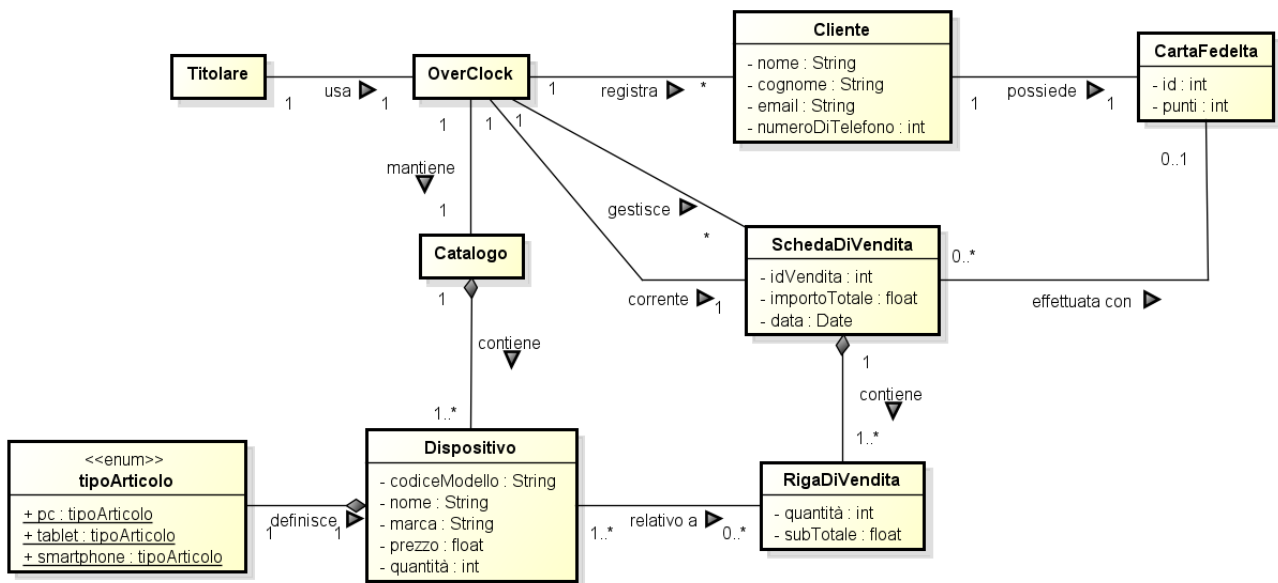 Titolare
1
usa
1
OverClock
1
registra
*
Cliente
- nome : String
- cognome : String
- email : String
- numeroDiTelefono : int
1
possiede
1
CartaFedelta
- id : int
- punti : int
0..1
1
mantiene
1
1
1
gestisce
*
corrente
1
Catalogo
1
contiene
1..*
SchedaDiVendita
- idVendita : int
- importoTotale : float
- data : Date
0..*
effettuata con
1
contiene
1..*
<<enum>>
tipoArticolo
+ pc : tipoArticolo
+ tablet : tipoArticolo
+ smartphone : tipoArticolo
1
definisce
1
Dispositivo
- codiceModello : String
- nome : String
- marca : String
- prezzo : float
- quantità : int
1..*
relativo a
0..*
RigaDiVendita
- quantità : int
- subTotale : float